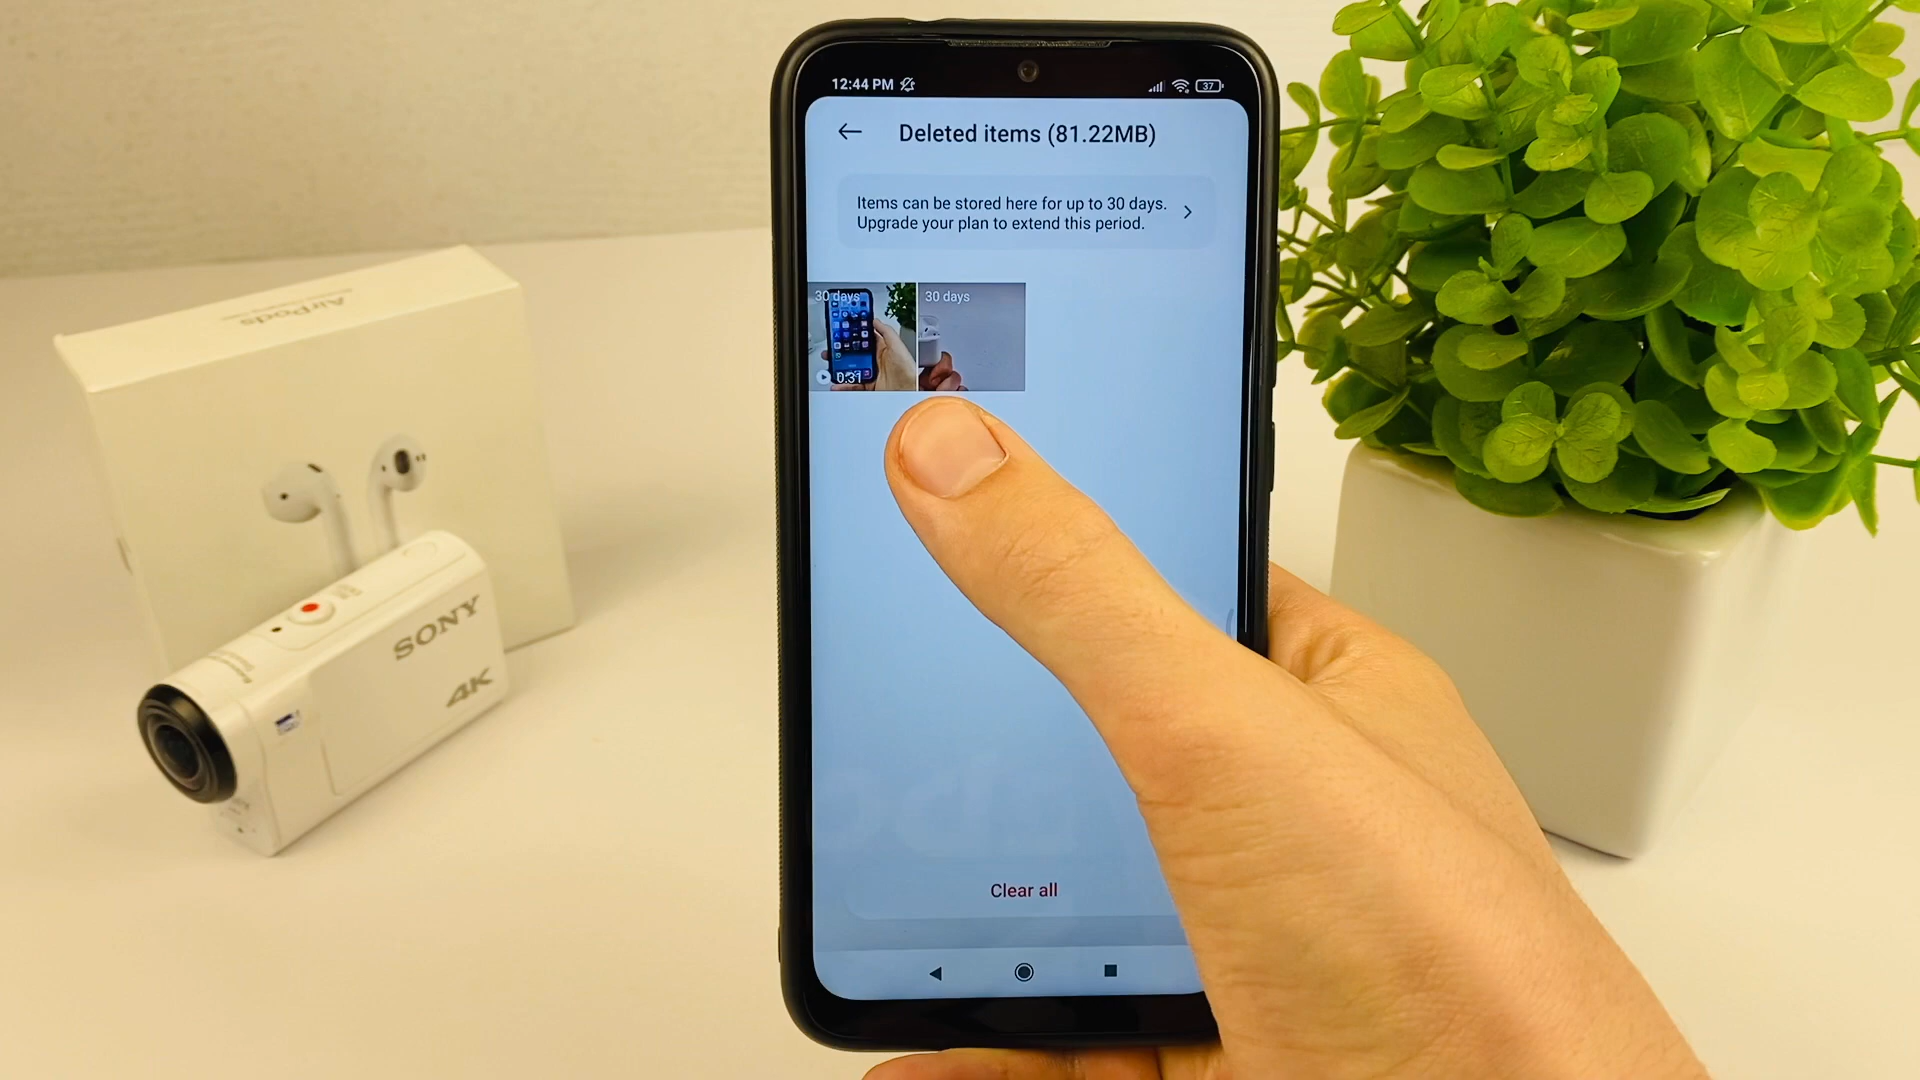 12:44 PM
37
Deleted items (81.22MB)
Items can be stored here for up to 30 days.
Upgrade your plan to extend this period.
30 days
30 days
0:31
Clear all
AirPods
SONY
4K